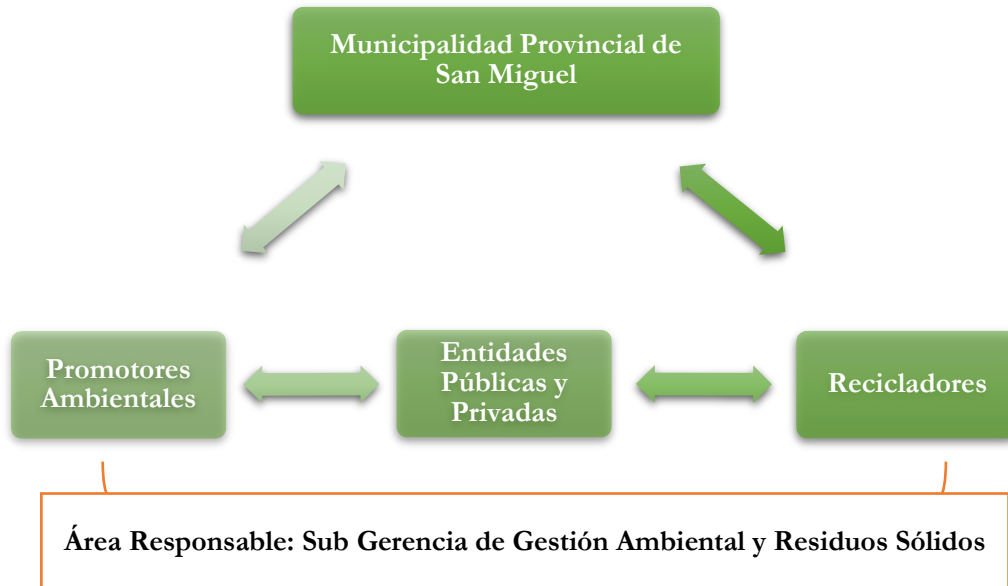 Municipalidad Provincial de
San Miguel
Promotores
Ambientales
Entidades
Públicas y
Privadas
Recicladores
Área Responsable: Sub Gerencia de Gestión Ambiental y Residuos Sólidos